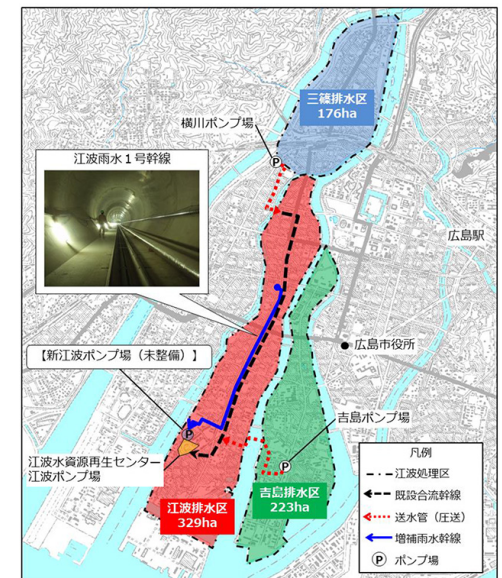 三篠排水区
176ha
横川ポンプ場
P
江波雨水1号幹線
広島駅
広島市役所
【新江波ポンプ場（未整備）】
P
吉島ポンプ場
P
江波水資源再生センター
江波ポンプ場
江波排水区
329ha
吉島排水区
223ha
凡例
江波処理区
既設合流幹線
送水管（圧送）
増補雨水幹線
P ポンプ場